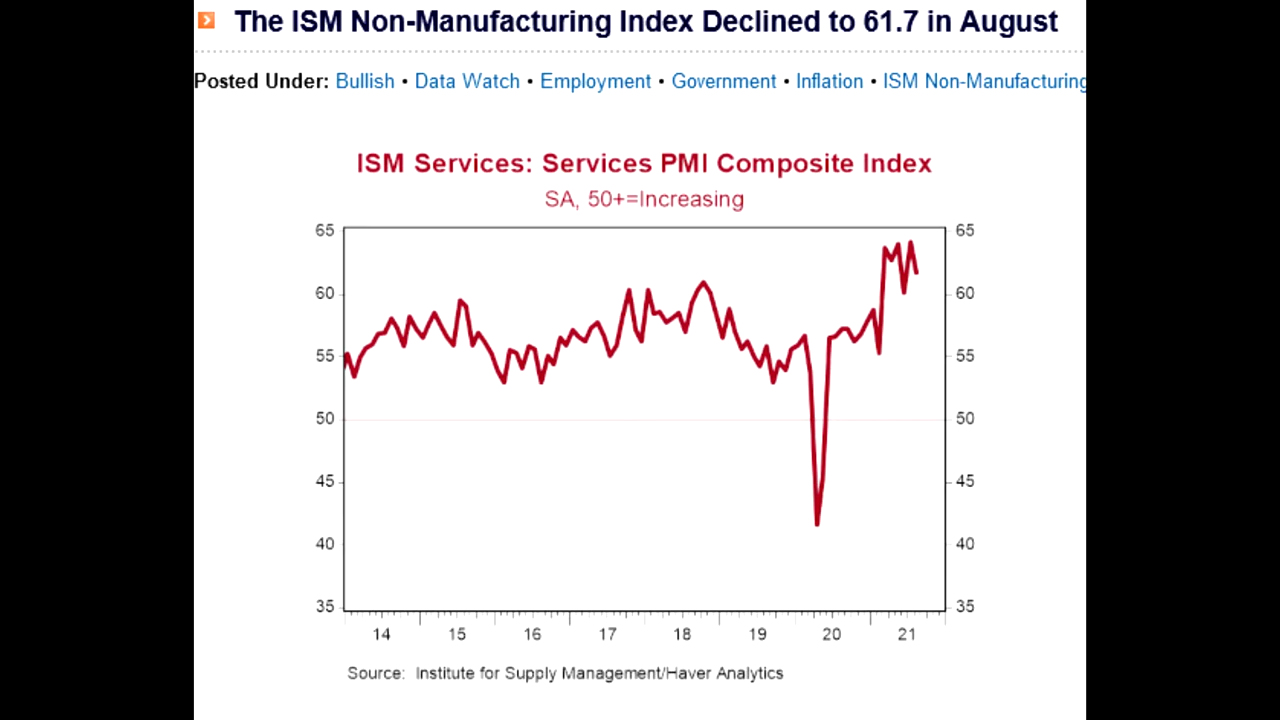 The ISM Non-Manufacturing Index Declined to 61.7 in August
Posted Under: Bullish • Data Watch • Employment • Government • Inflation • ISM Non-Manufacturing
ISM Services: Services PMI Composite Index
SA, 50+=Increasing
65 65
60 60
55 55
50 50
45 45
40 40
35 35
14 15 16 17 18 19 20 21
Source: Institute for Supply Management/Haver Analytics